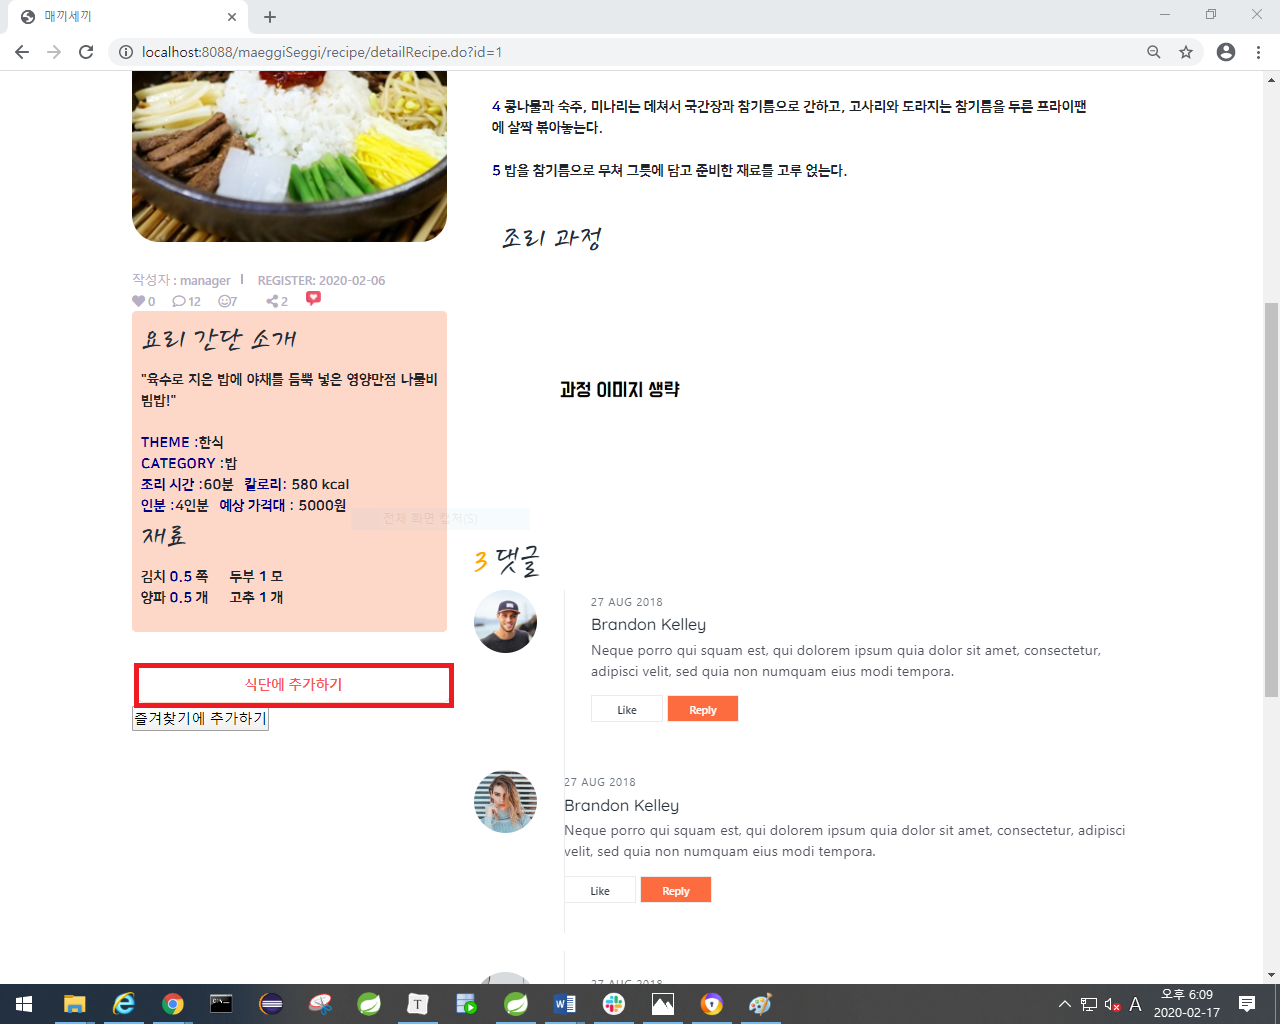 매끼세끼
localhost:8088/maeggiSeggi/recipe/detailRecipe.do?id=1
4 콩나물과 숙주, 미나리는 데쳐서 국간장과 참기름으로 간하고, 고사리와 도라지는 참기름을 두른 프라이팬
에 살짝 볶아놓는다.
5 밥을 참기름으로 무쳐 그릇에 담고 준비한 재료를 고루 얹는다.
조리 과정
작성자 : manager | REGISTER: 2020-02-06
0 12 7 2
요리 간단 소개
"육수로 지은 밥에 야채를 듬뿍 넣은 영양만점 나물비
빔밥!"
THEME :한식
CATEGORY :밥
조리 시간 :60분 칼로리: 580 kcal
인분 :4인분 예상 가격대 : 5000원
재료
김치 0.5 쪽 두부 1 모
양파 0.5 개 고추 1 개
식단에 추가하기
즐겨찾기에 추가하기
과정 이미지 생략
전체 화면 캡처(S)
3 댓글
27 AUG 2018
Brandon Kelley
Neque porro qui squam est, qui dolorem ipsum quia dolor sit amet, consectetur,
adipisci velit, sed quia non numquam eius modi tempora.
Like Reply
27 AUG 2018
Brandon Kelley
Neque porro qui squam est, qui dolorem ipsum quia dolor sit amet, consectetur, adipisci
velit, sed quia non numquam eius modi tempora.
Like Reply
27 AUG 2018
A
오후 6:09
2020-02-17